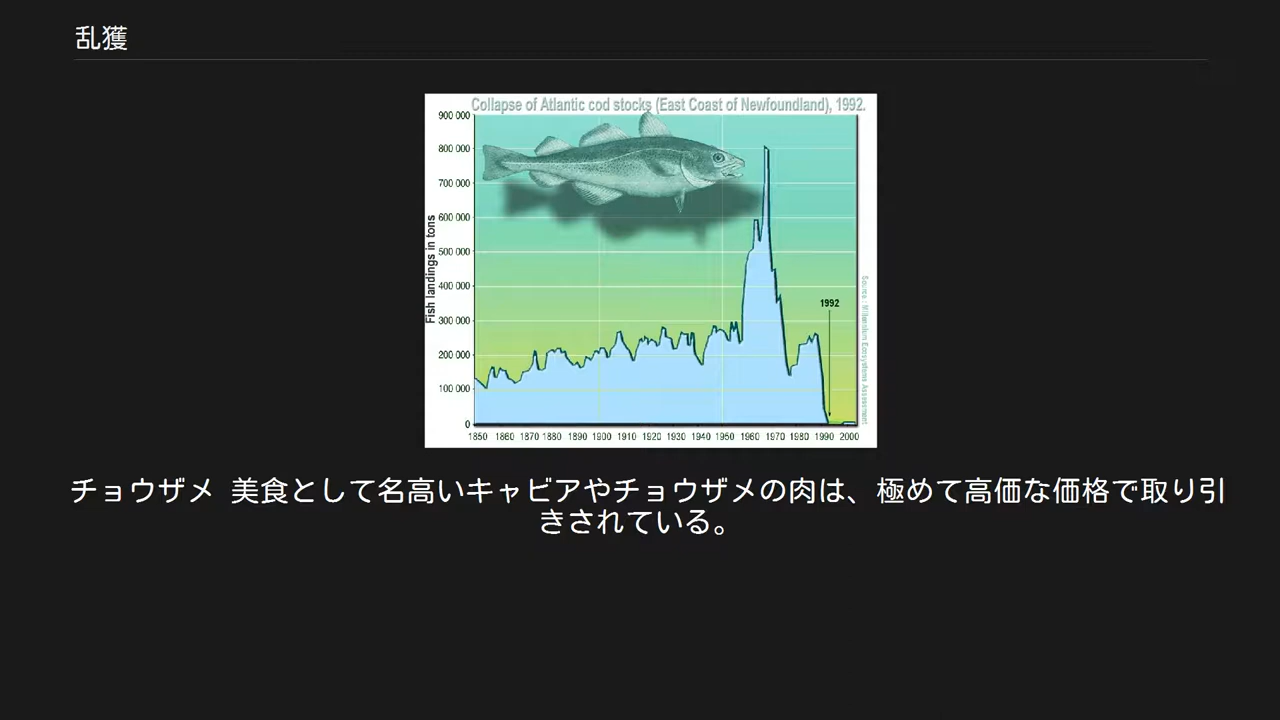 乱獲
Collapse of Atlantic cod stocks (East Coast of Newfoundland), 1992.
900 000
800 000
700 000
600 000
500 000
400 000
300 000
200 000
100 000
0
Fish landings in tons
1992
Source: Millennium Ecosystems Assessment
1850 1860 1870 1880 1890 1900 1910 1920 1930 1940 1950 1960 1970 1980 1990 2000
チョウザメ 美食として名高いキャビアやチョウザメの肉は、極めて高価な価格で取り引
きされている。